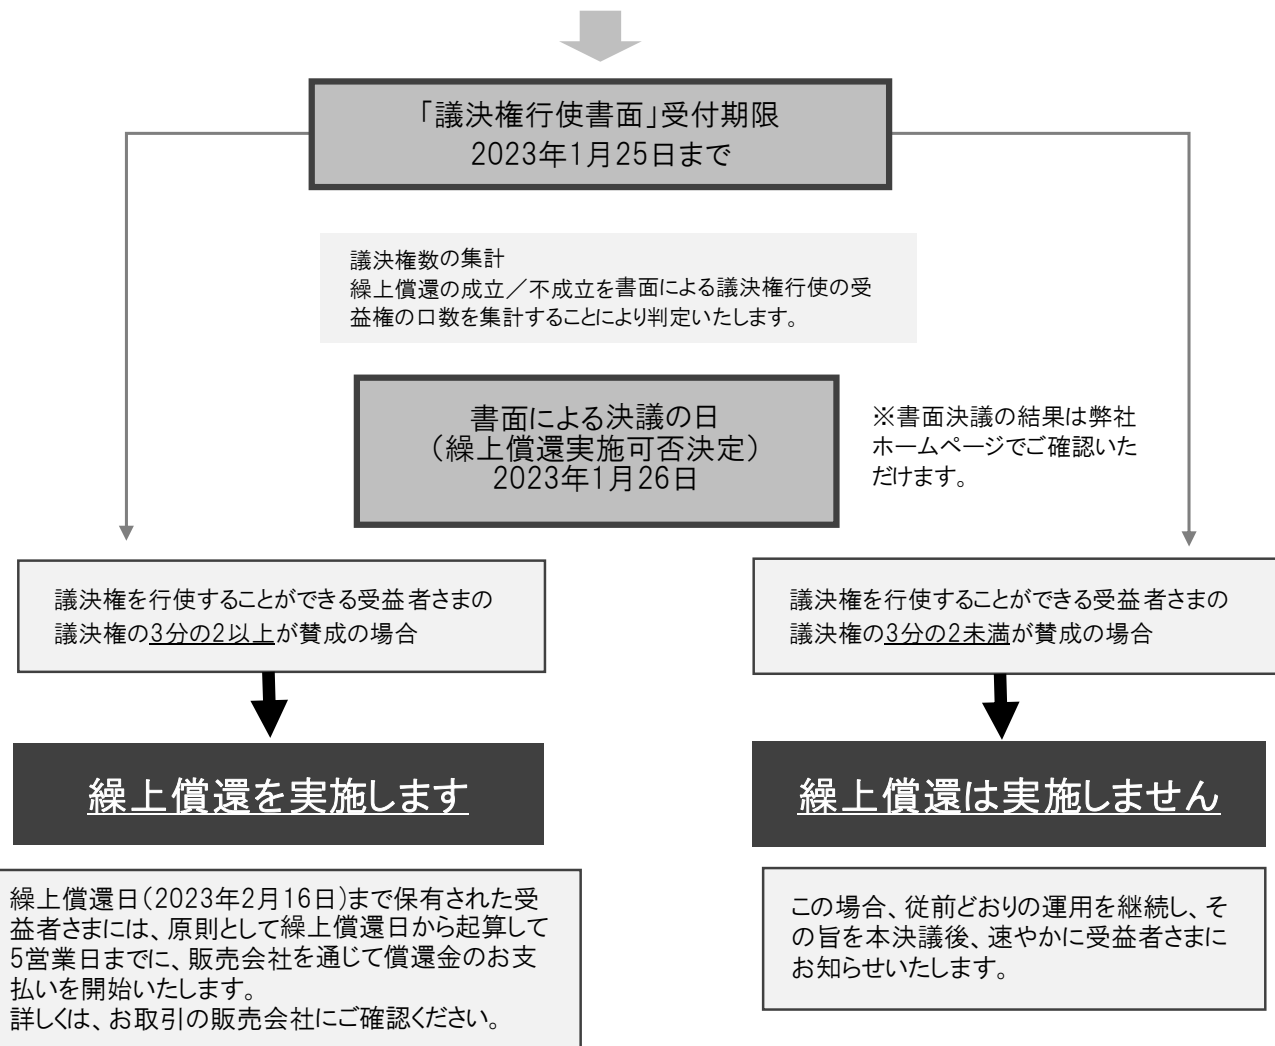 「議決権行使書面」受付期限
2023年1月25日まで
議決権数の集計
繰上償還の成立／不成立を書面による議決権行使の受
益権の口数を集計することにより判定いたします。
書面による決議の日
（繰上償還実施可否決定）
2023年1月26日
※書面決議の結果は弊社
ホームページでご確認いた
だけます。
議決権を行使することができる受益者さまの
議決権の3分の2以上が賛成の場合
議決権を行使することができる受益者さまの
議決権の3分の2未満が賛成の場合
繰上償還を実施します
繰上償還は実施しません
繰上償還日（2023年2月16日）まで保有された受
益者さまには、原則として繰上償還日から起算して
5営業日までに、販売会社を通じて償還金のお支
払いを開始いたします。
詳しくは、お取引の販売会社にご確認ください。
この場合、従前どおりの運用を継続し、そ
の旨を本決議後、速やかに受益者さまに
お知らせいたします。